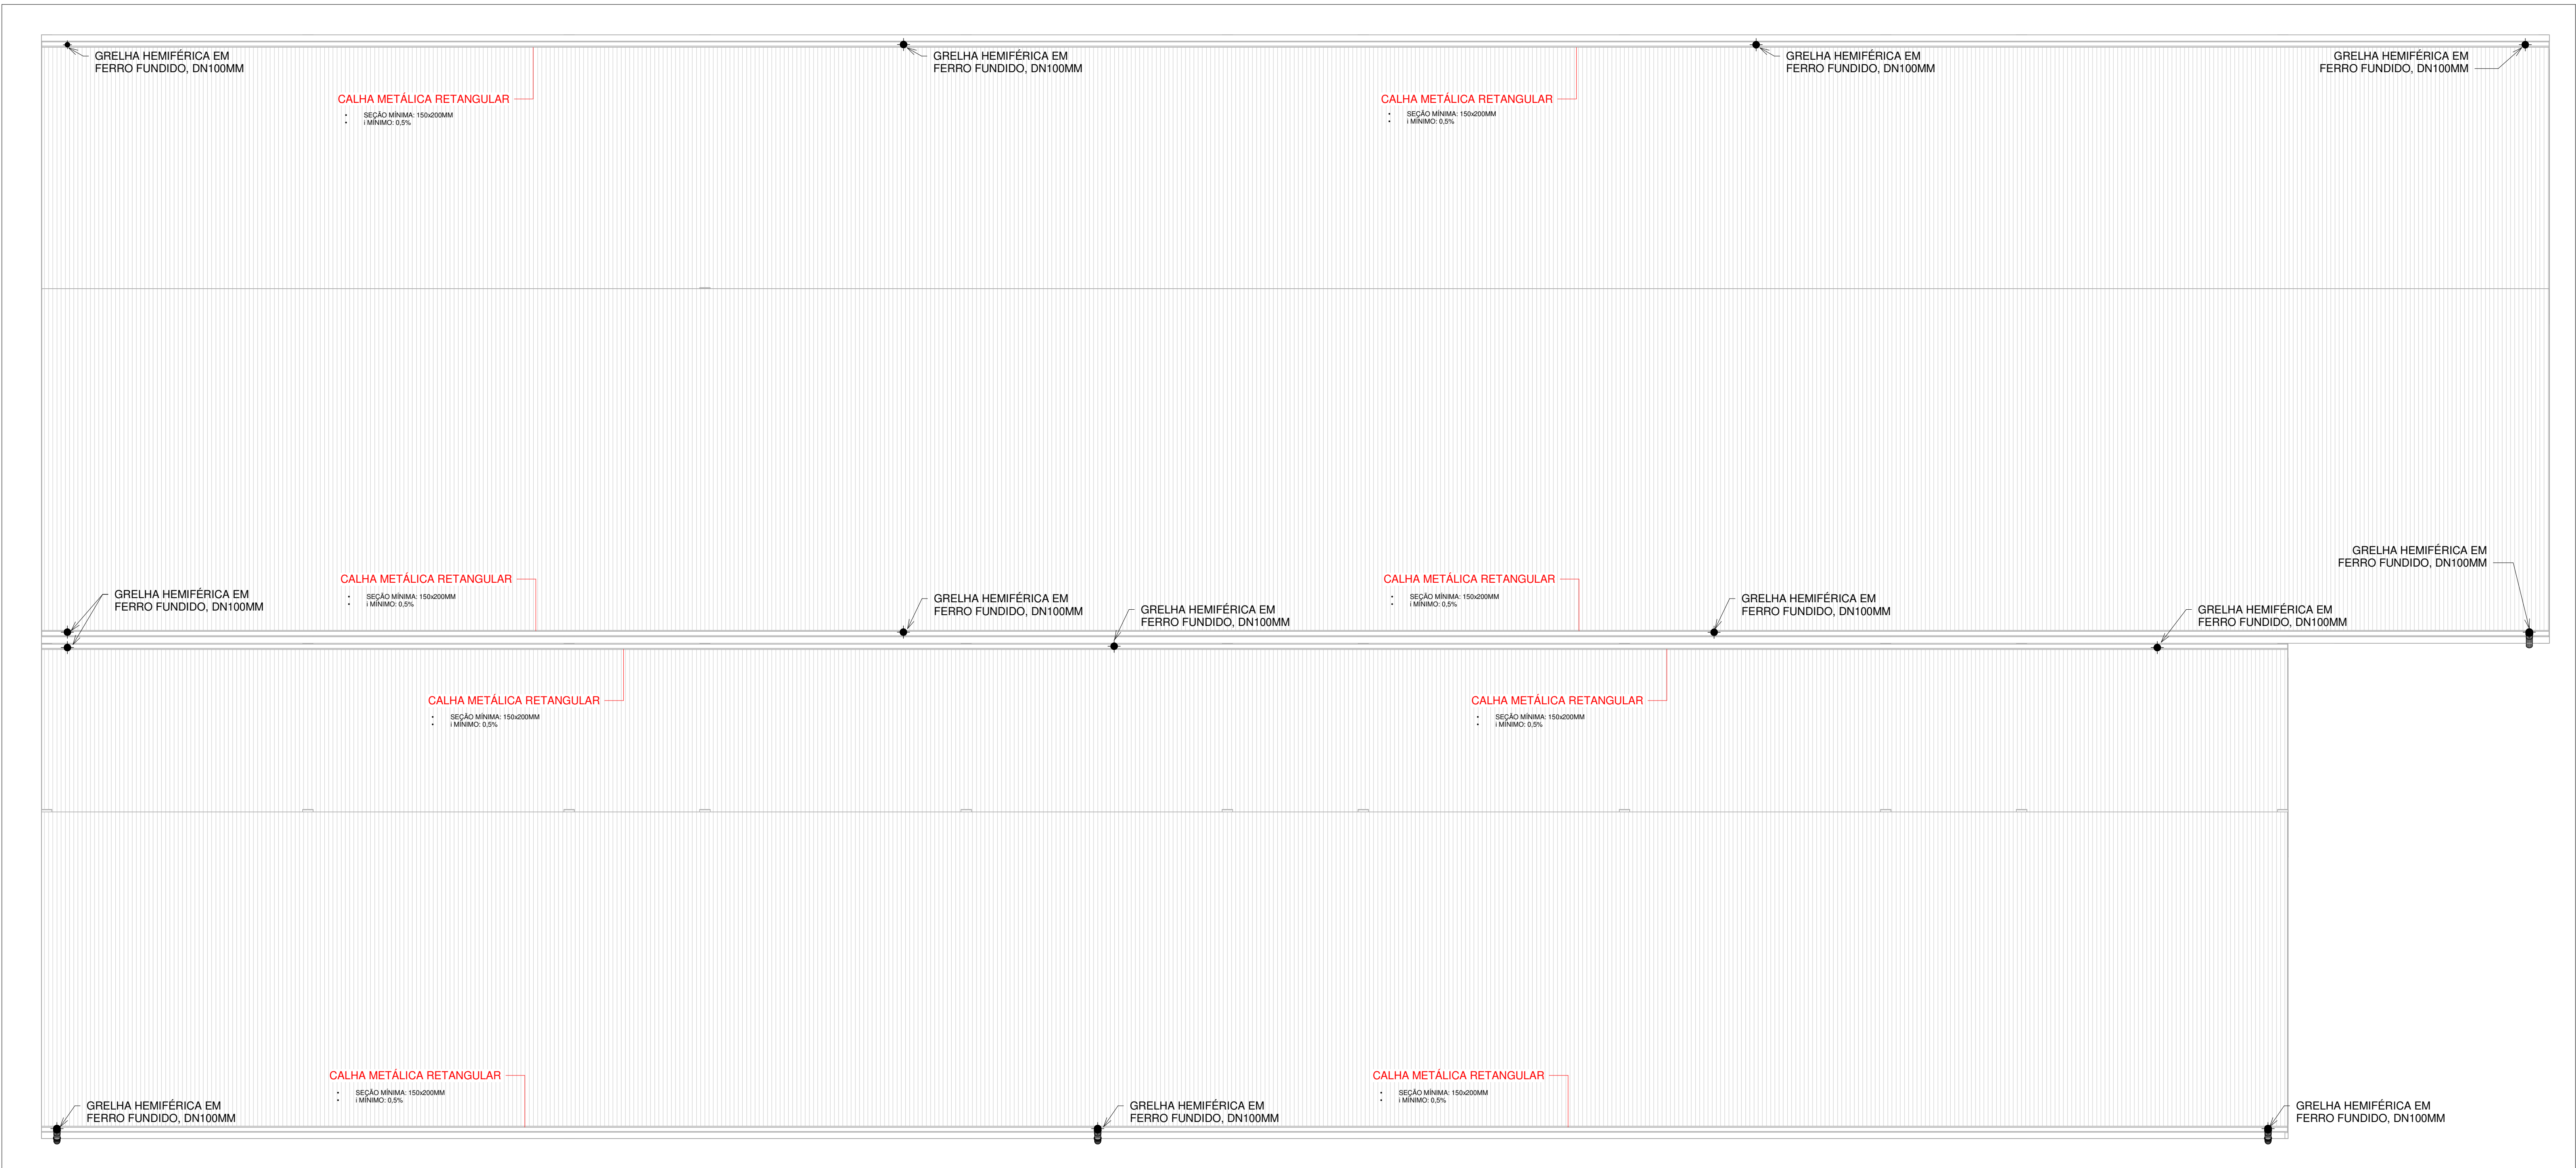 GRELHA HEMIFÉRICA EM
FERRO FUNDIDO, DN100MM
GRELHA HEMIFÉRICA EM
FERRO FUNDIDO, DN100MM
GRELHA HEMIFÉRICA EM
FERRO FUNDIDO, DN100MM
GRELHA HEMIFÉRICA EM
FERRO FUNDIDO, DN100MM
CALHA METÁLICA RETANGULAR
• SEÇÃO MÍNIMA: 150x200MM
• i MÍNIMO: 0,5%
CALHA METÁLICA RETANGULAR
• SEÇÃO MÍNIMA: 150x200MM
• i MÍNIMO: 0,5%
GRELHA HEMIFÉRICA EM
FERRO FUNDIDO, DN100MM
CALHA METÁLICA RETANGULAR
• SEÇÃO MÍNIMA: 150x200MM
• i MÍNIMO: 0,5%
GRELHA HEMIFÉRICA EM
FERRO FUNDIDO, DN100MM
GRELHA HEMIFÉRICA EM
FERRO FUNDIDO, DN100MM
CALHA METÁLICA RETANGULAR
• SEÇÃO MÍNIMA: 150x200MM
• i MÍNIMO: 0,5%
GRELHA HEMIFÉRICA EM
FERRO FUNDIDO, DN100MM
GRELHA HEMIFÉRICA EM
FERRO FUNDIDO, DN100MM
GRELHA HEMIFÉRICA EM
FERRO FUNDIDO, DN100MM
CALHA METÁLICA RETANGULAR
• SEÇÃO MÍNIMA: 150x200MM
• i MÍNIMO: 0,5%
CALHA METÁLICA RETANGULAR
• SEÇÃO MÍNIMA: 150x200MM
• i MÍNIMO: 0,5%
CALHA METÁLICA RETANGULAR
• SEÇÃO MÍNIMA: 150x200MM
• i MÍNIMO: 0,5%
CALHA METÁLICA RETANGULAR
• SEÇÃO MÍNIMA: 150x200MM
• i MÍNIMO: 0,5%
GRELHA HEMIFÉRICA EM
FERRO FUNDIDO, DN100MM
GRELHA HEMIFÉRICA EM
FERRO FUNDIDO, DN100MM
GRELHA HEMIFÉRICA EM
FERRO FUNDIDO, DN100MM